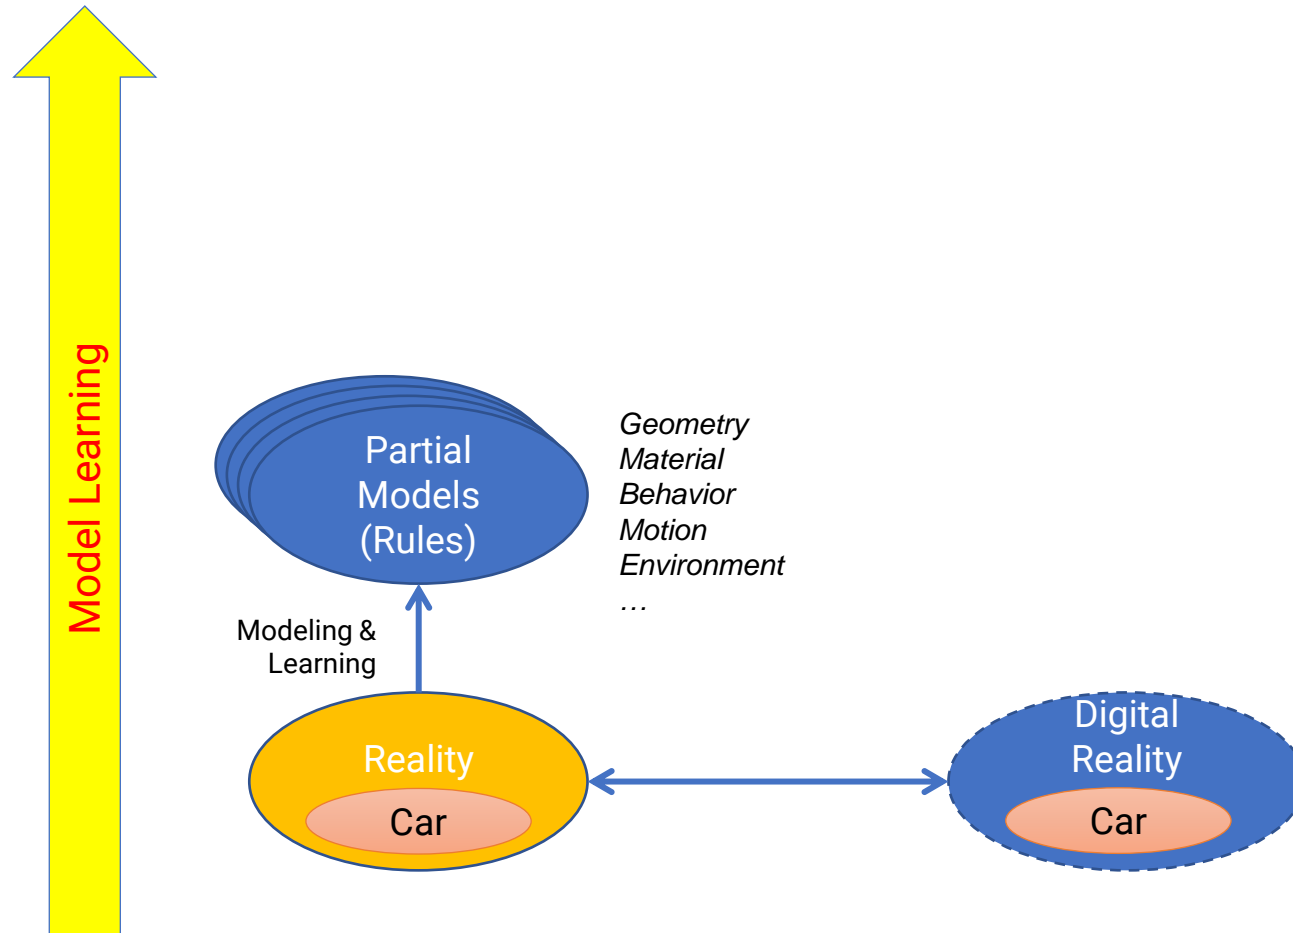 Model Learning
Partial
Models
(Rules)
Geometry
Material
Behavior
Motion
Environment
…
Modeling &
Learning
Reality
Car
Digital
Reality
Car